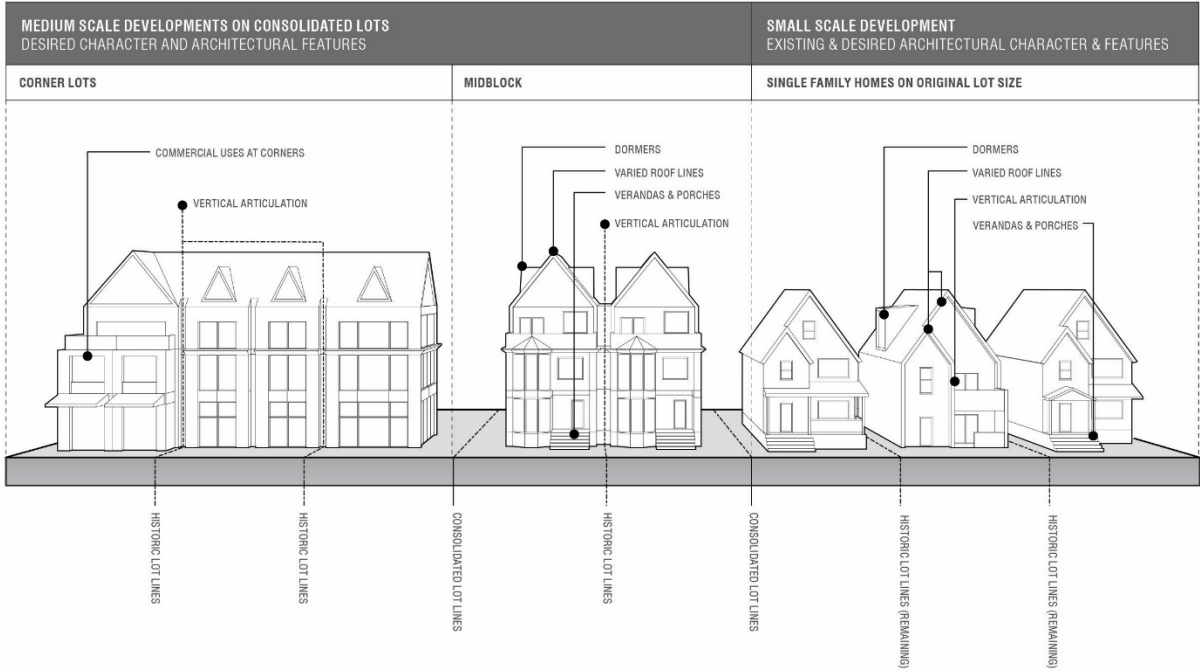 MEDIUM SCALE DEVELOPMENTS ON CONSOLIDATED LOTS
DESIRED CHARACTER AND ARCHITECTURAL FEATURES
SMALL SCALE DEVELOPMENT
EXISTING & DESIRED ARCHITECTURAL CHARACTER & FEATURES
CORNER LOTS
MIDBLOCK
SINGLE FAMILY HOMES ON ORIGINAL LOT SIZE
COMMERCIAL USES AT CORNERS
VERTICAL ARTICULATION
DORMERS
VARIED ROOF LINES
VERANDAS & PORCHES
VERTICAL ARTICULATION
DORMERS
VARIED ROOF LINES
VERTICAL ARTICULATION
VERANDAS & PORCHES
HISTORIC LOT LINES
HISTORIC LOT LINES
CONSOLIDATED LOT LINES
HISTORIC LOT LINES
CONSOLIDATED LOT LINES
HISTORIC LOT LINES (REMAINING)
HISTORIC LOT LINES (REMAINING)